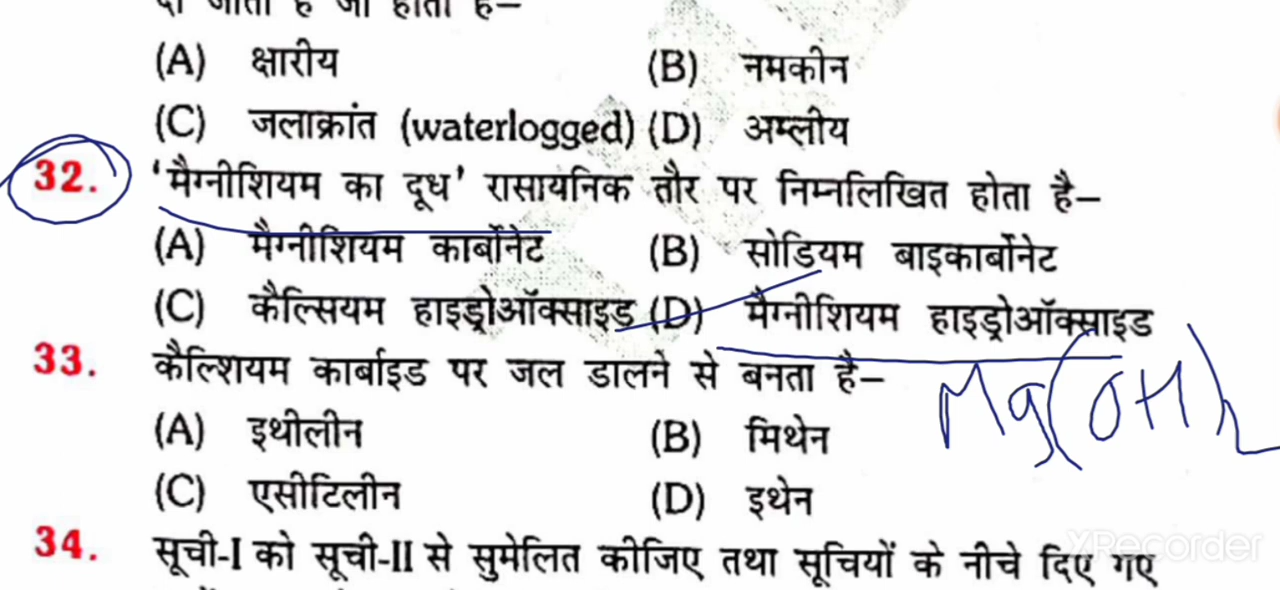 (A) क्षारीय (B) नमकीन
(C) जलाक्रांत (waterlogged) (D) अम्लीय
32. 'मैग्नीशियम का दूध' रासायनिक तौर पर निम्नलिखित होता है–
(A) मैग्नीशियम कार्बोनेट (B) सोडियम बाइकार्बोनेट
(C) कैल्सियम हाइड्रोऑक्साइड (D) मैग्नीशियम हाइड्रोऑक्साइड
33. कैल्शियम कार्बाइड पर जल डालने से बनता है–
Mg(OH)2
(A) इथीलीन (B) मिथेन
(C) एसीटिलीन (D) इथेन
34. सूची-I को सूची-II से सुमेलित कीजिए तथा सूचियों के नीचे दिए गए
XRecorder